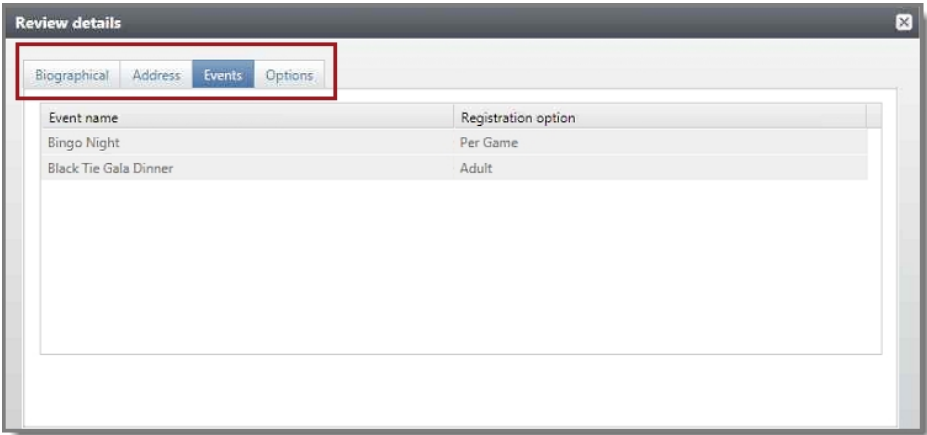 Review details
Biographical Address Events Options
Event name Registration option
Bingo Night Per Game
Black Tie Gala Dinner Adult